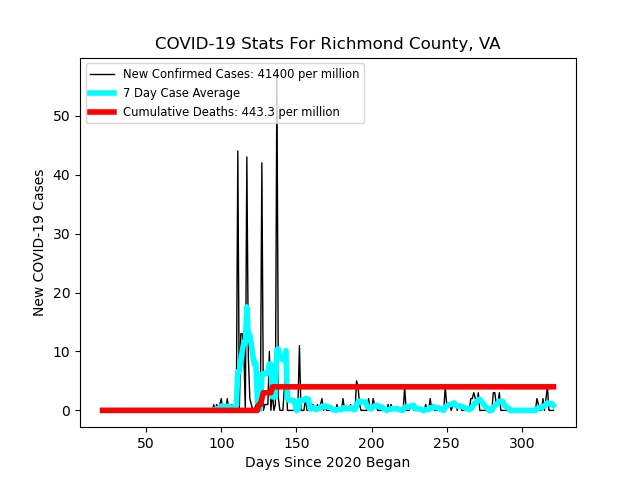 COVID-19 Stats For Richmond County, VA
New Confirmed Cases: 41400 per million
7 Day Case Average
Cumulative Deaths: 443.3 per million
New COVID-19 Cases
50
40
30
20
10
0
50 100 150 200 250 300
Days Since 2020 Began